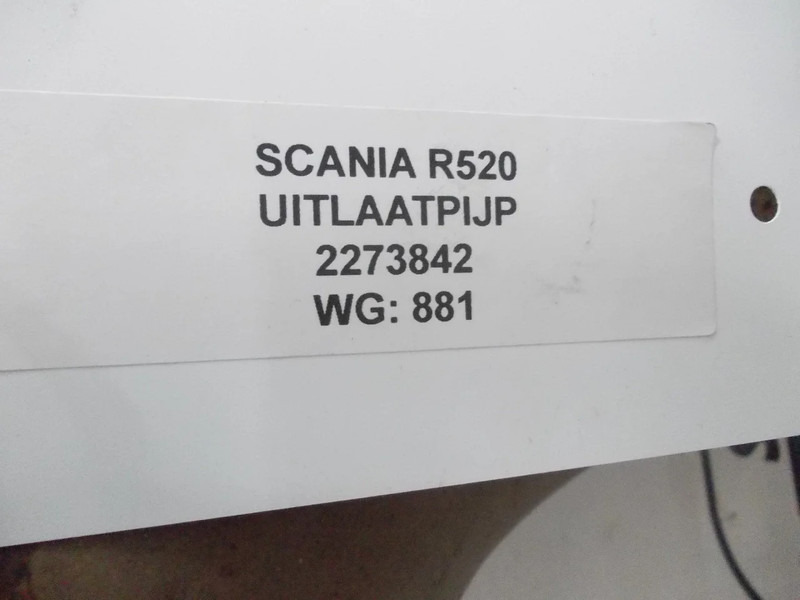 SCANIA R520
UITLAATPIJP
2273842
WG: 881